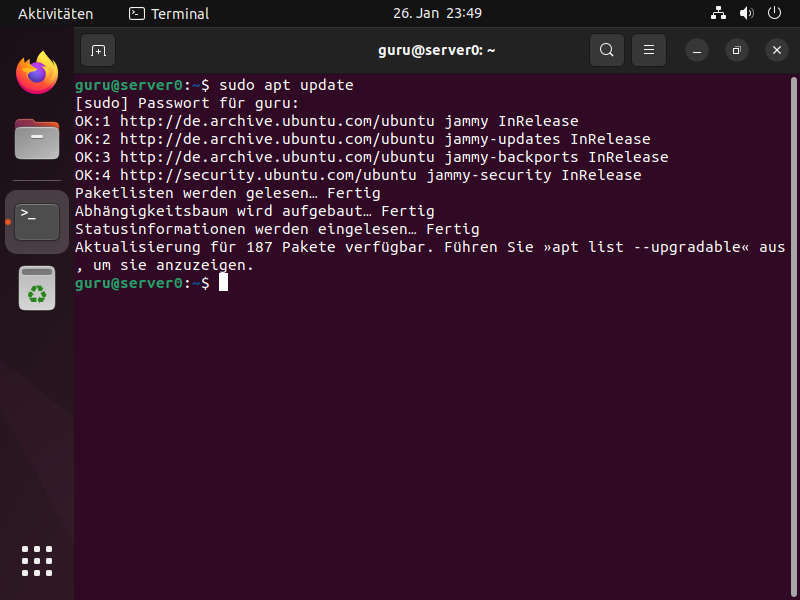 Aktivitäten Terminal 26. Jan 23:49
guru@server0: ~
guru@server0:~$ sudo apt update
[sudo] Passwort für guru:
OK:1 http://de.archive.ubuntu.com/ubuntu jammy InRelease
OK:2 http://de.archive.ubuntu.com/ubuntu jammy-updates InRelease
OK:3 http://de.archive.ubuntu.com/ubuntu jammy-backports InRelease
OK:4 http://security.ubuntu.com/ubuntu jammy-security InRelease
Paketlisten werden gelesen… Fertig
Abhängigkeitsbaum wird aufgebaut… Fertig
Statusinformationen werden eingelesen… Fertig
Aktualisierung für 187 Pakete verfügbar. Führen Sie »apt list --upgradable« aus
, um sie anzuzeigen.
guru@server0:~$